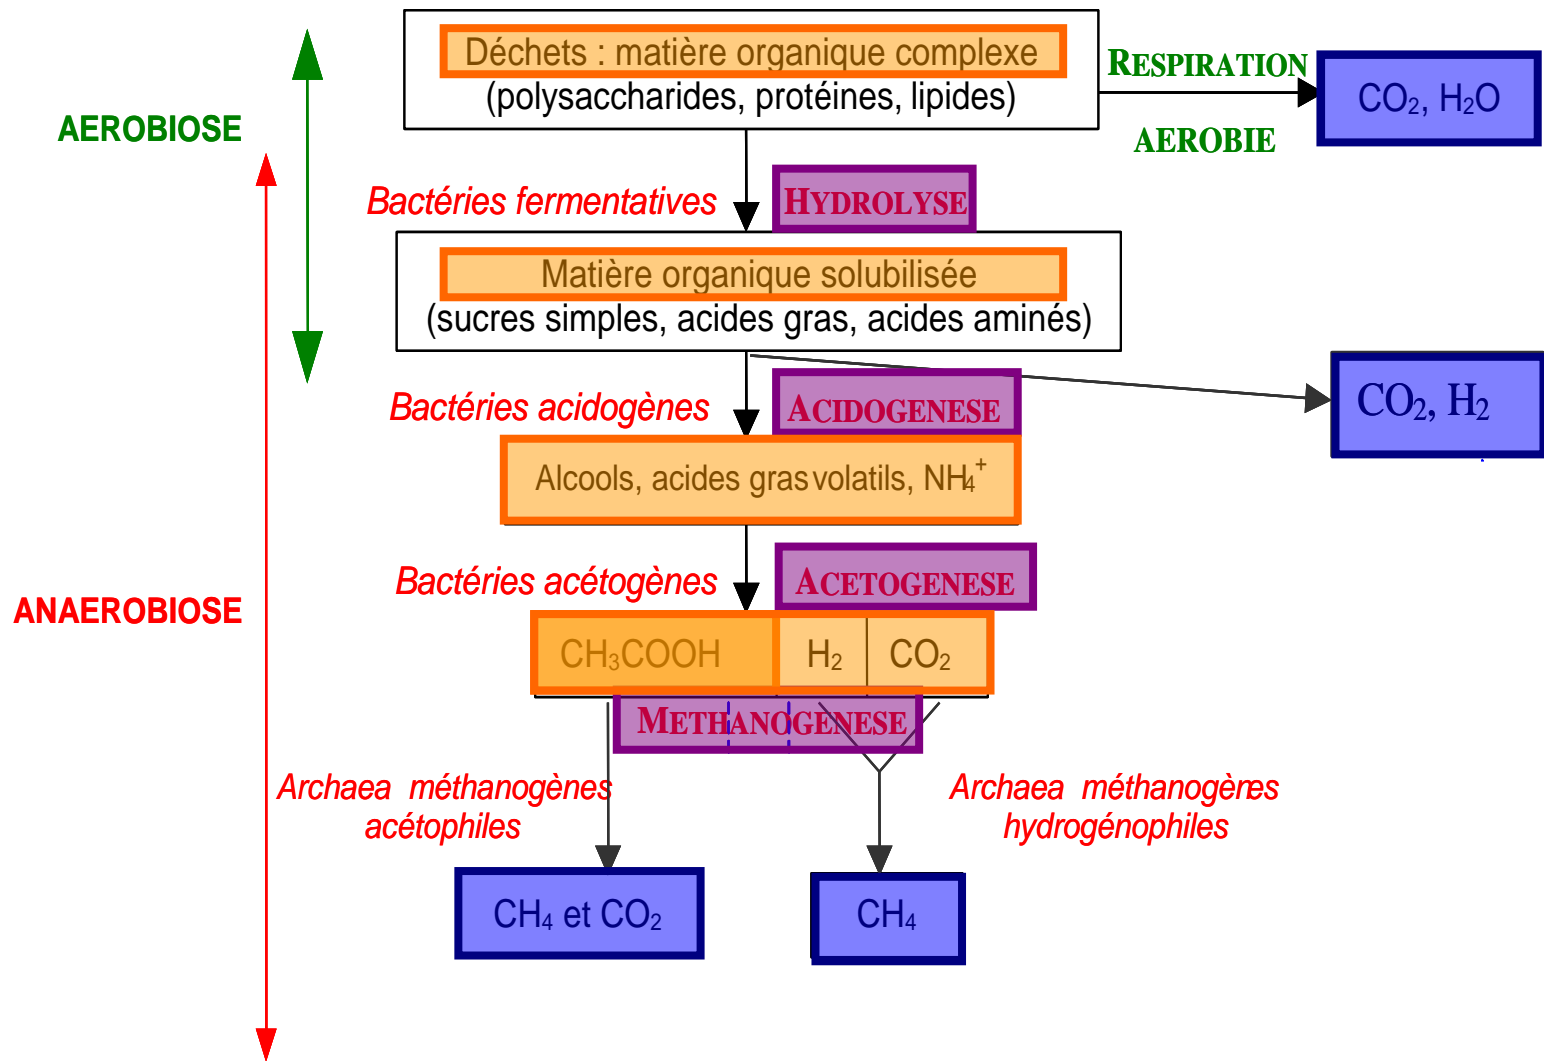 Déchets : matière organique complexe
(polysaccharides, protéines, lipides)
RESPIRATION
AEROBIE
CO₂, H₂O
AEROBIOSE
Bactéries fermentatives
HYDROLYSE
Matière organique solubilisée
(sucres simples, acides gras, acides aminés)
Bactéries acidogènes
ACIDOGENESE
CO₂, H₂
Alcools, acides gras volatils, NH₄⁺
Bactéries acétogènes
ACETOGENESE
ANAEROBIOSE
CH₃COOH
H₂
CO₂
METHANOGÈNESE
Archaea méthanogènes
acétophiles
Archaea méthanogènes
hydrogénophiles
CH₄ et CO₂
CH₄